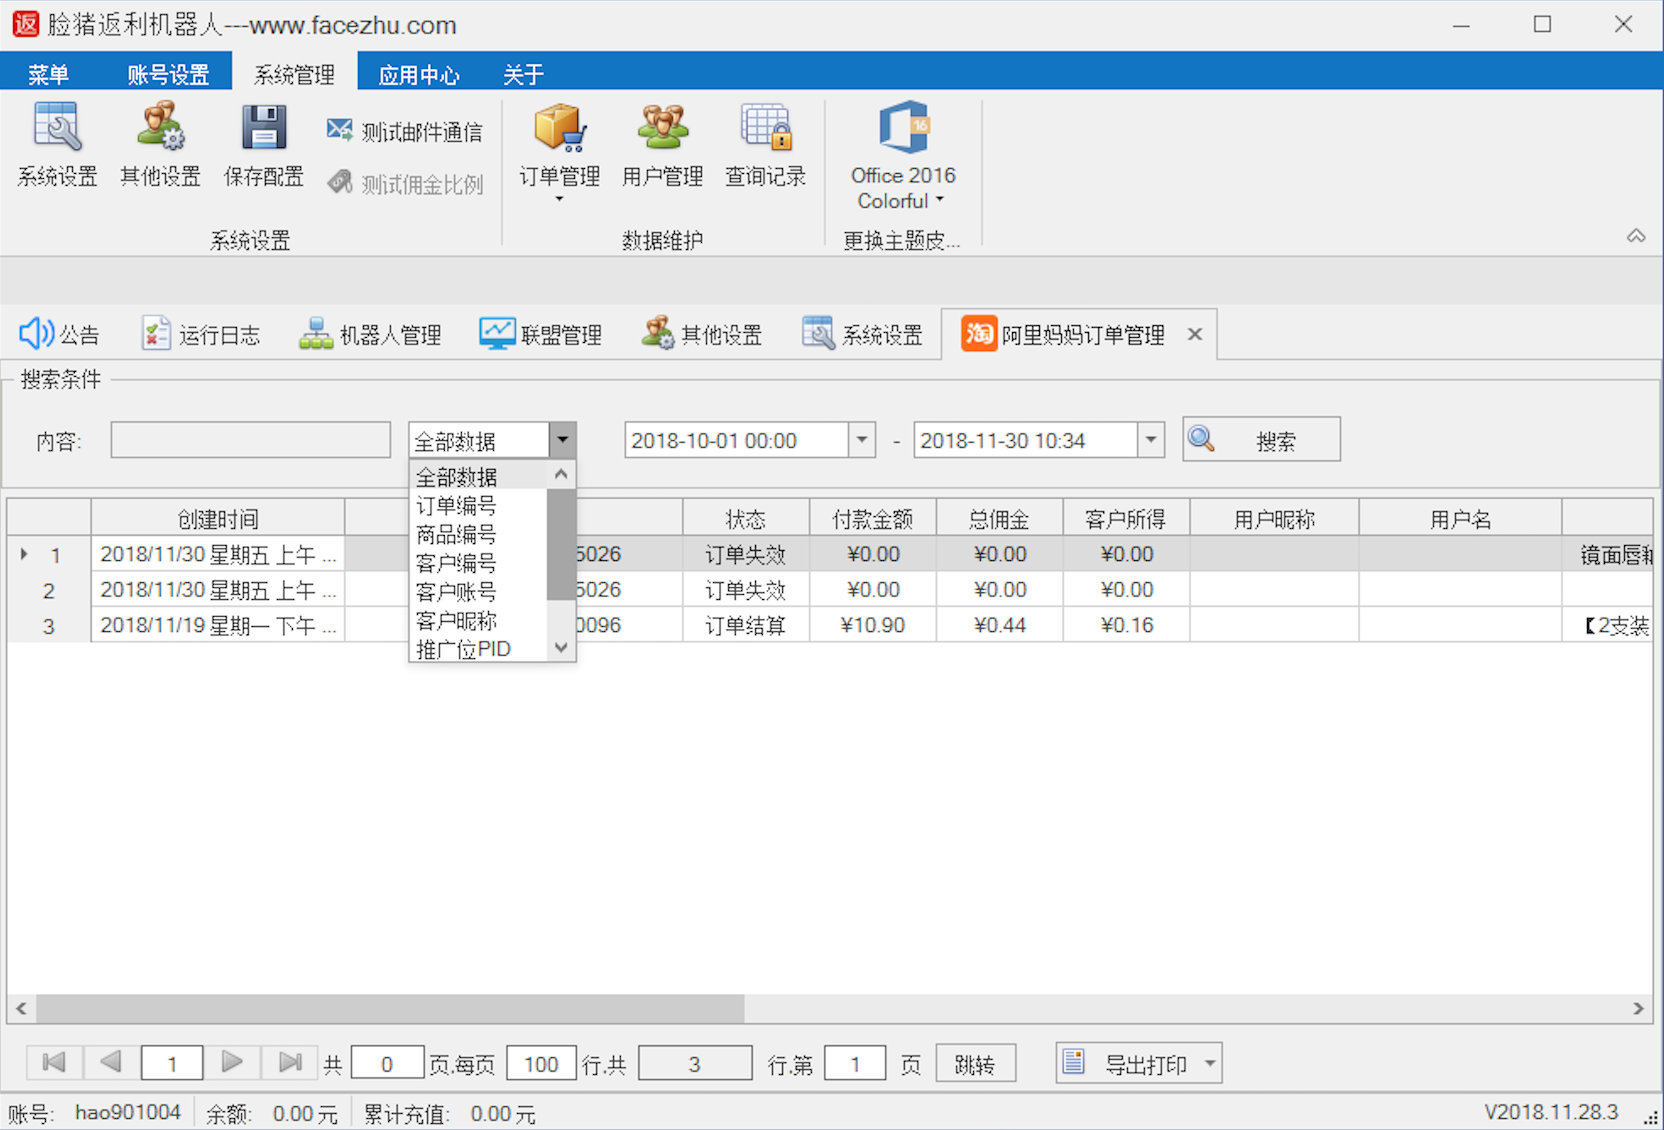 返 脸猪返利机器人---www.facezhu.com
菜单 账号设置 系统管理 应用中心 关于
系统设置 其他设置 保存配置 测试邮件通信 测试佣金比例 订单管理 用户管理 查询记录 16 Office 2016 Colorful
系统设置 数据维护 更换主题皮...
公告 运行日志 机器人管理 联盟管理 其他设置 系统设置 淘 阿里妈妈订单管理
搜索条件
内容: 全部数据 2018-10-01 00:00 - 2018-11-30 10:34 搜索
全部数据
订单编号
商品编号
客户编号
客户账号
客户昵称
推广位PID
创建时间 状态 付款金额 总佣金 客户所得 用户昵称 用户名
1 2018/11/30 星期五 上午 ... 5026 订单失效 ¥0.00 ¥0.00 ¥0.00 镜面唇釉
2 2018/11/30 星期五 上午 ... 5026 订单失效 ¥0.00 ¥0.00
3 2018/11/19 星期一 下午 ... 0096 订单结算 ¥10.90 ¥0.44 ¥0.16 【2支装
1 共 0 页.每页 100 行.共 3 行.第 1 页 跳转 导出打印
账号: hao901004 余额: 0.00 元 累计充值: 0.00 元 V2018.11.28.3